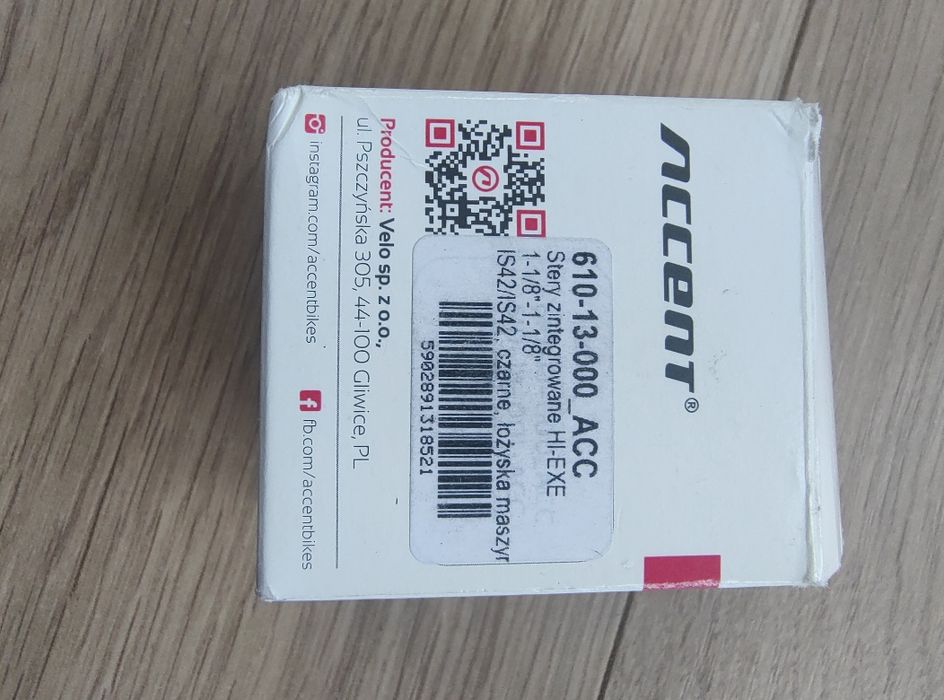 ACCENT®
610-13-000_ACC
Stery zintegrowane HI-EXE
1-1/8"-1-1/8"
IS42/IS42, czarne, łożyska maszyn
5902891318521
Producent: Velo sp. z o.o.,
ul. Pszczyńska 305, 44-100 Gliwice, PL
instagram.com/accentbikes
fb.com/accentbikes